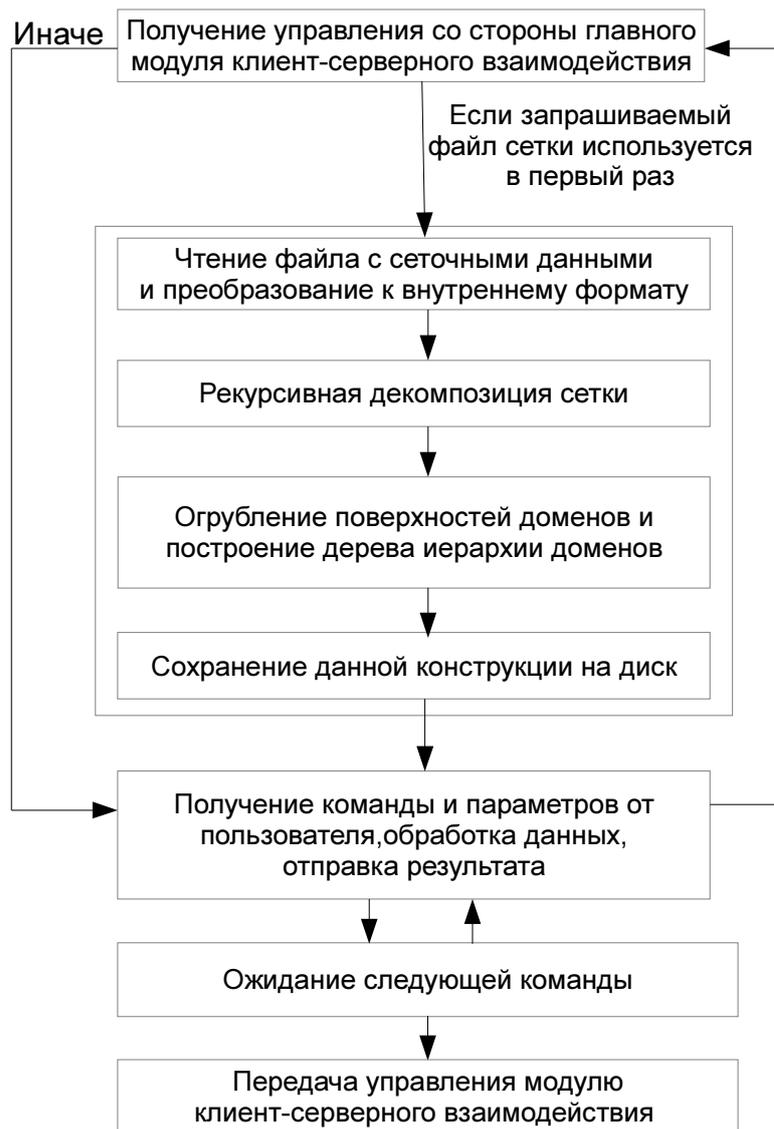 Иначе
Получение управления со стороны главного
модуля клиент-серверного взаимодействия
Если запрашиваемый
файл сетки используется
в первый раз
Чтение файла с сеточными данными
и преобразование к внутреннему формату
Рекурсивная декомпозиция сетки
Огрубление поверхностей доменов и
построение дерева иерархии доменов
Сохранение данной конструкции на диск
Получение команды и параметров от
пользователя,обработка данных,
отправка результата
Ожидание следующей команды
Передача управления модулю
клиент-серверного взаимодействия